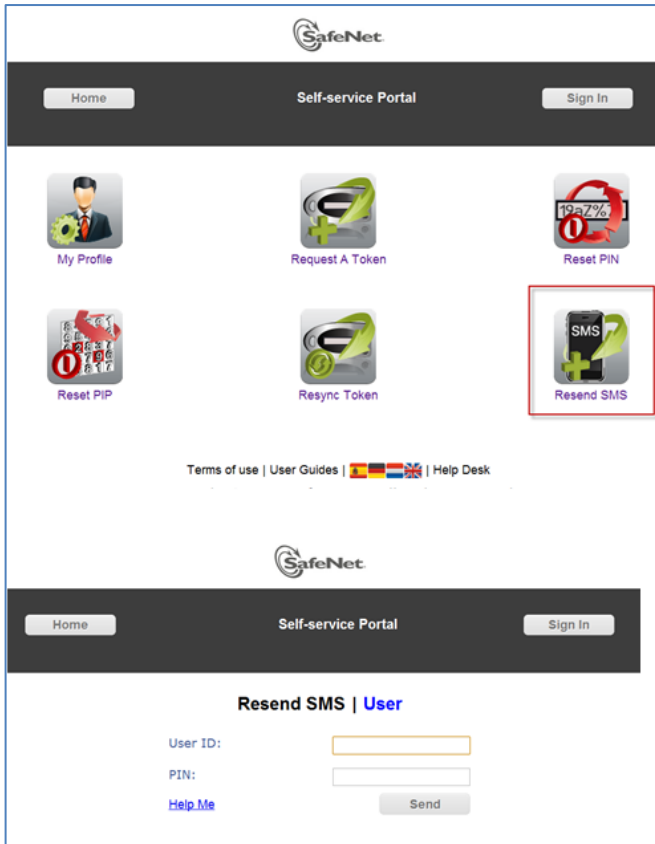 SafeNet
Home Self-service Portal Sign In
19aZ%
SMS
My Profile Request A Token Reset PIN
Reset PIP Resync Token Resend SMS
Terms of use | User Guides | | Help Desk
SafeNet
Home Self-service Portal Sign In
Resend SMS | User
User ID:
PIN:
Help Me Send